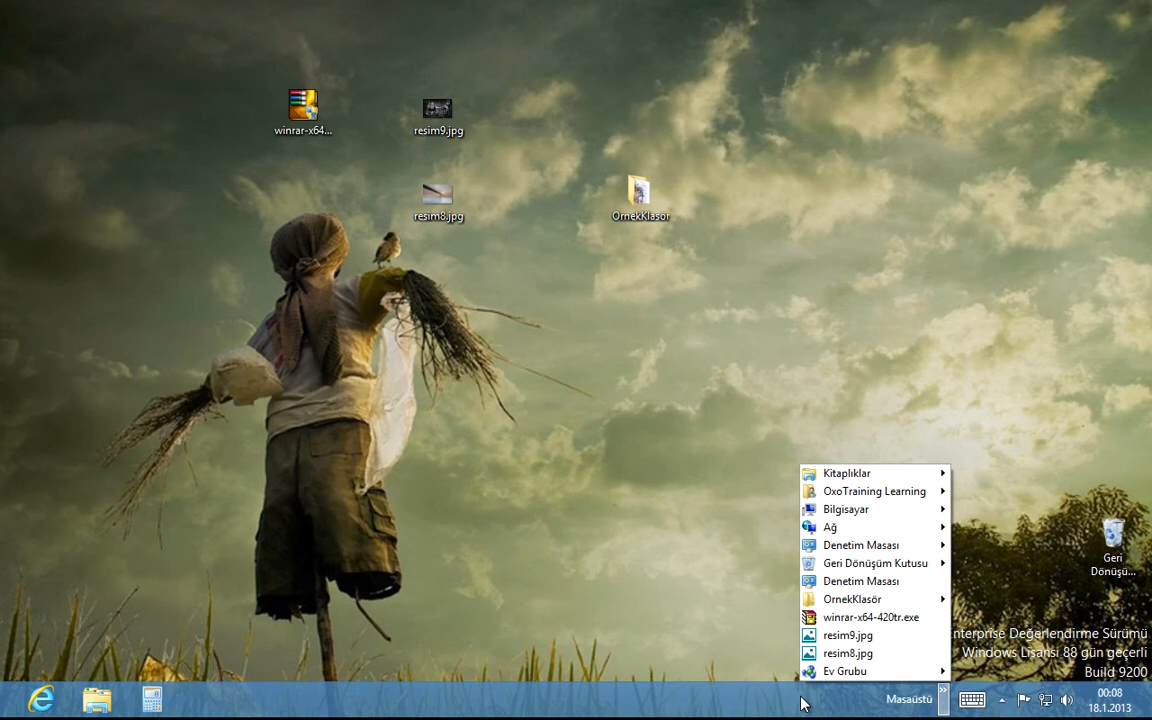 winrar-x64...
resim9.jpg
resim8.jpg
OrnekKlasör
Kitaplıklar
OxoTraining Learning
Bilgisayar
Ağ
Denetim Masası
Geri Dönüşüm Kutusu
Denetim Masası
OrnekKlasör
winrar-x64-420tr.exe
resim9.jpg
resim8.jpg
Ev Grubu
Geri
Dönüşü...
Enterprise Değerlendirme Sürümü
Windows Lisansi 88 gün geçerli
Build 9200
Masaüstü
00:08
18.1.2013